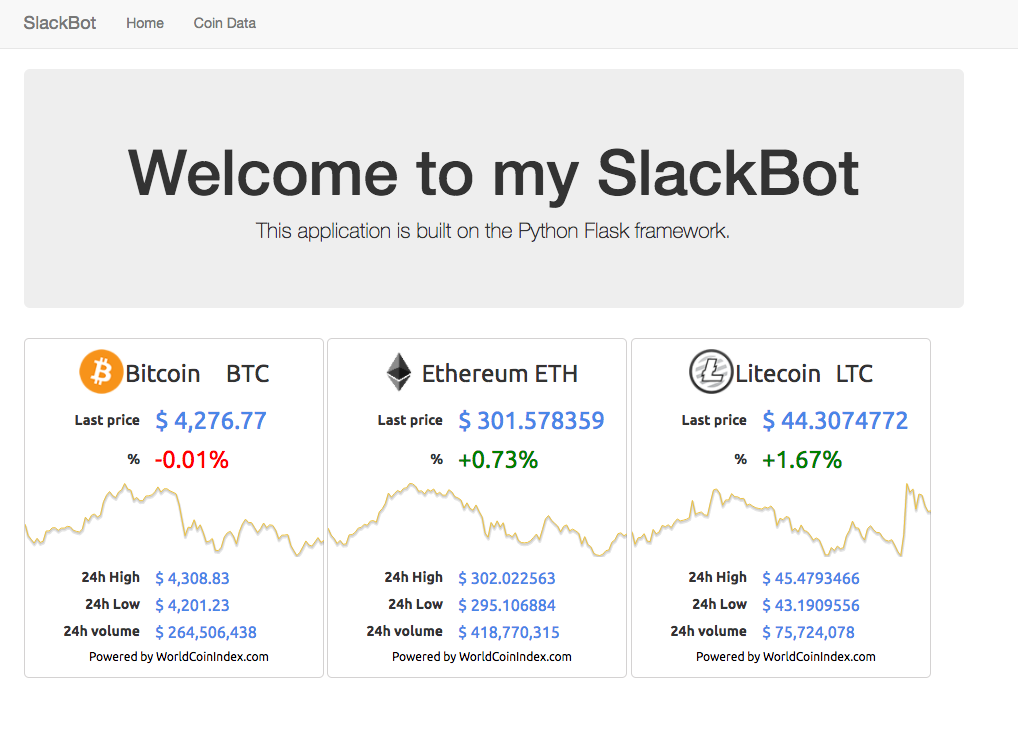 SlackBot Home Coin Data
Welcome to my SlackBot
This application is built on the Python Flask framework.
Bitcoin BTC
Last price $ 4,276.77
% -0.01%
24h High $ 4,308.83
24h Low $ 4,201.23
24h volume $ 264,506,438
Powered by WorldCoinIndex.com
Ethereum ETH
Last price $ 301.578359
% +0.73%
24h High $ 302.022563
24h Low $ 295.106884
24h volume $ 418,770,315
Powered by WorldCoinIndex.com
Litecoin LTC
Last price $ 44.3074772
% +1.67%
24h High $ 45.4793466
24h Low $ 43.1909556
24h volume $ 75,724,078
Powered by WorldCoinIndex.com